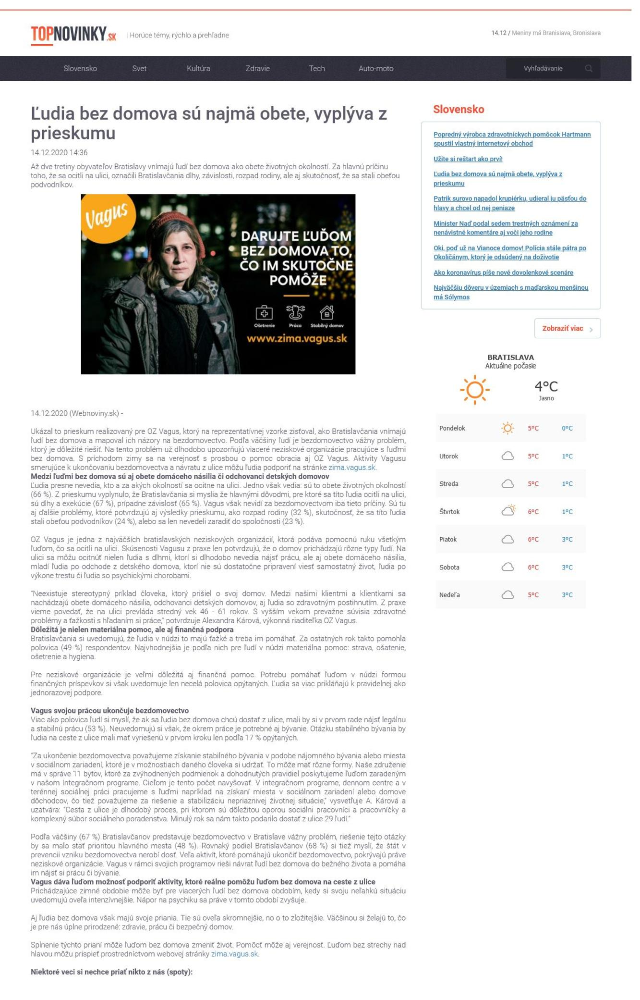 TOPNOVINKY.SK
| Horúce témy, rýchlo a prehľadne
14.12 / Meniny má Branislava, Bronislava
Slovensko Svet Kultúra Zdravie Tech Auto-moto Vyhľadávanie
Ľudia bez domova sú najmä obete, vyplýva z
prieskumu
14.12.2020 14:36
Až dve tretiny obyvateľov Bratislavy vnímajú ľudí bez domova ako obete životných okolností. Za hlavnú príčinu
toho, že sa ocitli na ulici, označili Bratislavčania dlhy, závislosti, rozpad rodiny, ale aj skutočnosť, že sa stali obeťou
podvodníkov.
Vagus
DARUJTE ĽUĎOM
BEZ DOMOVA TO,
ČO IM SKUTOČNE
POMÔŽE
Ošetrenie Práca Stabilný domov
www.zima.vagus.sk
14.12.2020 (Webnoviny.sk) -
Ukázal to prieskum realizovaný pre OZ Vagus, ktorý na reprezentatívnej vzorke zisťoval, ako Bratislavčania vnímajú
ľudí bez domova a mapoval ich názory na bezdomovectvo. Podľa väčšiny ľudí je bezdomovectvo vážny problém,
ktorý je dôležité riešiť. Na tento problém už dlhodobo upozorňujú viaceré neziskové organizácie pracujúce s ľuďmi
bez domova. S príchodom zimy sa na verejnosť s prosbou o pomoc obracia aj OZ Vagus. Aktivity Vagusu
smerujúce k ukončovaniu bezdomovectva a návratu z ulice môžu ľudia podporiť na stránke zima.vagus.sk.
Medzi ľuďmi bez domova sú aj obete domáceho násilia či odchovanci detských domovov
Ľudia presne nevedia, kto a za akých okolností sa ocitne na ulici. Jedno však vedia: sú to obete životných okolností
(66 %). Z prieskumu vyplynulo, že Bratislavčania si myslia že hlavnými dôvodmi, pre ktoré sa títo ľudia ocitli na ulici,
sú dlhy a exekúcie (67 %), prípadne závislosť (65 %). Vagus však nevidí za bezdomovectvom iba tieto príčiny. Sú tu
aj ďalšie problémy, ktoré potvrdzujú aj výsledky prieskumu, ako rozpad rodiny (32 %), skutočnosť, že sa títo ľudia
stali obeťou podvodníkov (24 %), alebo sa len nevedeli zaradiť do spoločnosti (23 %).
OZ Vagus je jedna z najväčších bratislavských neziskových organizácií, ktorá podáva pomocnú ruku všetkým
ľuďom, čo sa ocitli na ulici. Skúsenosti Vagusu z praxe len potvrdzujú, že o domov prichádzajú rôzne typy ľudí. Na
ulici sa môžu ocitnúť nielen ľudia s dlhmi, ktorí si dlhodobo nevedia nájsť prácu, ale aj obete domáceho násilia,
mladí ľudia po odchode z detského domova, ktorí nie sú dostatočne pripravení viesť samostatný život, ľudia po
výkone trestu či ľudia so psychickými chorobami.
"Neexistuje stereotypný príklad človeka, ktorý prišiel o svoj domov. Medzi našimi klientmi a klientkami sa
nachádzajú obete domáceho násilia, odchovanci detských domovov, aj ľudia so zdravotným postihnutím. Z praxe
vieme povedať, že na ulici prevláda stredný vek 46 - 61 rokov. S vyšším vekom prevažne súvisia zdravotné
problémy a ťažkosti s hľadaním si práce,“ potvrdzuje Alexandra Kárová, výkonná riaditeľka OZ Vagus.
Dôležitá je nielen materiálna pomoc, ale aj finančná podpora
Bratislavčania si uvedomujú, že ľudia v núdzi to majú ťažké a treba im pomáhať. Za ostatných rok takto pomohla
polovica (49 %) respondentov. Najvhodnejšia je podľa nich pre ľudí v núdzi materiálna pomoc: strava, ošatenie,
ošetrenie a hygiena.
Pre neziskové organizácie je veľmi dôležitá aj finančná pomoc. Potrebu pomáhať ľuďom v núdzi formou
finančných príspevkov si však uvedomuje len necelá polovica opýtaných. Ľudia sa viac prikláňajú k pravidelnej ako
jednorazovej podpore.
Vagus svojou prácou ukončuje bezdomovectvo
Viac ako polovica ľudí si myslí, že ak sa ľudia bez domova chcú dostať z ulice, mali by si v prvom rade nájsť legálnu
a stabilnú prácu (53 %). Neuvedomujú si však, že okrem práce je potrebné aj bývanie. Otázku stabilného bývania by
ľudia na ceste z ulice mali mať vyriešenú v prvom kroku len podľa 17 % opýtaných.
"Za ukončenie bezdomovectva považujeme získanie stabilného bývania v podobe nájomného bývania alebo miesta
v sociálnom zariadení, ktoré je v možnostiach daného človeka si udržať. To môže mať rôzne formy. Naše združenie
má v správe 11 bytov, ktoré za zvýhodnených podmienok a dohodnutých pravidiel poskytujeme ľuďom zaradeným
v našom Integračnom programe. Cieľom je tento počet navyšovať. V integračnom programe, dennom centre a v
terénnej sociálnej práci pracujeme s ľuďmi napríklad na získaní miesta v sociálnom zariadení alebo domove
dôchodcov, čo tiež považujeme za riešenie a stabilizáciu nepriaznivej životnej situácie,“ vysvetľuje A. Kárová a
uzatvára: "Cesta z ulice je dlhodobý proces, pri ktorom sú dôležitou oporou sociálni pracovníci a pracovníčky a
komplexný súbor sociálneho poradenstva. Minulý rok sa nám takto podarilo dostať z ulice 29 ľudí.“
Podľa väčšiny (67 %) Bratislavčanov predstavuje bezdomovectvo v Bratislave vážny problém, riešenie tejto otázky
by sa malo stať prioritou hlavného mesta (48 %). Rovnaký podiel Bratislavčanov (68 %) si tiež myslí, že štát v
prevencii vzniku bezdomovectva nerobí dosť. Veľa aktivít, ktoré pomáhajú ukončiť bezdomovectvo, pokrývajú práve
neziskové organizácie. Vagus v rámci svojich programov rieši návrat ľudí bez domova do bežného života a pomáha
im nájsť si prácu či bývanie.
Vagus dáva ľuďom možnosť podporiť aktivity, ktoré reálne pomôžu ľuďom bez domova na ceste z ulice
Prichádzajúce zimné obdobie môže byť pre viacerých ľudí bez domova obdobím, kedy si svoju neľahkú situáciu
uvedomujú oveľa intenzívnejšie. Nápor na psychiku sa práve v tomto období zvyšuje.
Aj ľudia bez domova však majú svoje priania. Tie sú oveľa skromnejšie, no o to zložitejšie. Väčšinou si želajú to, čo
je pre nás úplne prirodzené: zdravie, prácu či bezpečný domov.
Splnenie týchto prianí môže ľuďom bez domova zmeniť život. Pomôcť môže aj verejnosť. Ľuďom bez strechy nad
hlavou môžu prispieť prostredníctvom webovej stránky zima.vagus.sk.
Niektoré veci si nechce priať nikto z nás (spoty):
Slovensko
Popredný výrobca zdravotníckych pomôcok Hartmann
spustil vlastný internetový obchod
Užite si reštart ako prví!
Ľudia bez domova sú najmä obete, vyplýva z
prieskumu
Patrik surovo napadol krupiérku, udieral ju päsťou do
hlavy a chcel od nej peniaze
Minister Naď podal sedem trestných oznámení za
nenávistné komentáre aj voči jeho rodine
Oki, poď už na Vianoce domov! Polícia stále pátra po
Okoličánym, ktorý je odsúdený na doživotie
Ako koronavírus píše nové dovolenkové scenáre
Najväčšiu dôveru v územiach s maďarskou menšinou
má Sólymos
Zobraziť viac
BRATISLAVA
Aktuálne počasie
4°C
Jasno
Pondelok 5°C 0°C
Utorok 5°C 1°C
Streda 5°C 1°C
Štvrtok 6°C 1°C
Piatok 6°C 3°C
Sobota 6°C 3°C
Nedeľa 5°C 3°C